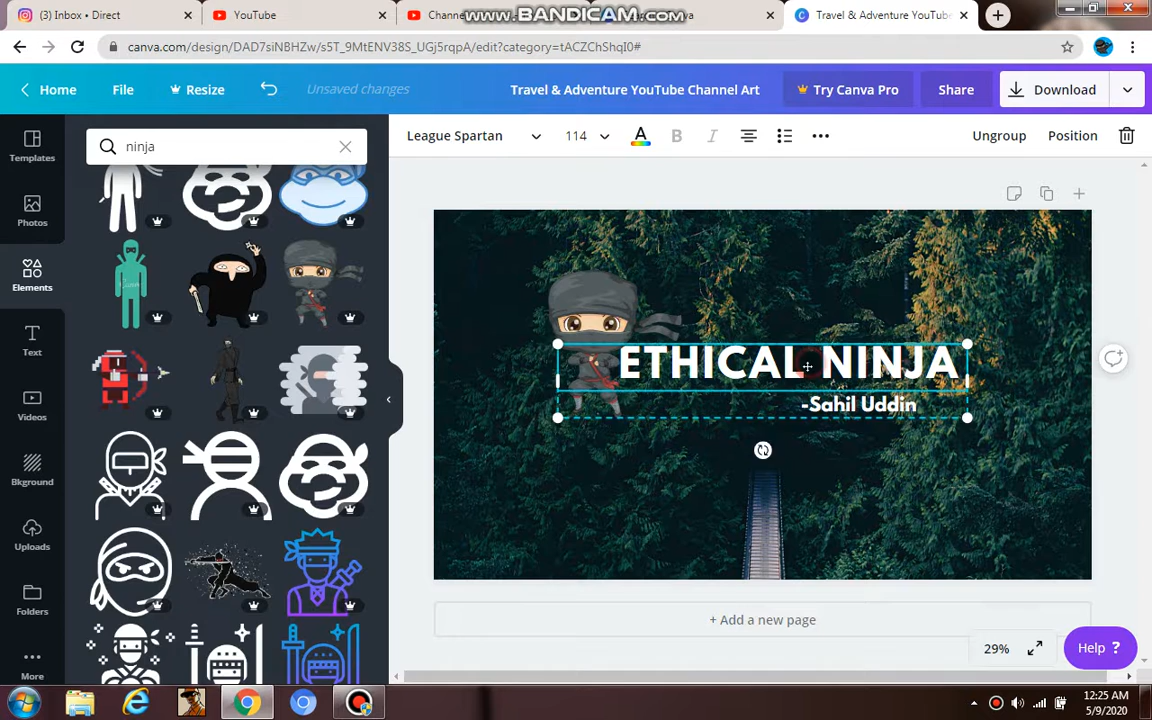 (3) Inbox • Direct
YouTube
Chann
www.BANDICAM.com
Travel & Adventure YouTube
canva.com/design/DAD7siNBHZw/s5T_9MtENV38S_UGj5rqpA/edit?category=tACZChShqI0#
Home
File
Resize
Unsaved changes
Travel & Adventure YouTube Channel Art
Try Canva Pro
Share
Download
Templates
Photos
Elements
Text
Videos
Bkground
Uploads
Folders
More
ninja
League Spartan
114
B
I
Ungroup
Position
ETHICAL NINJA
-Sahil Uddin
+ Add a new page
29%
Help ?
12:25 AM
5/9/2020